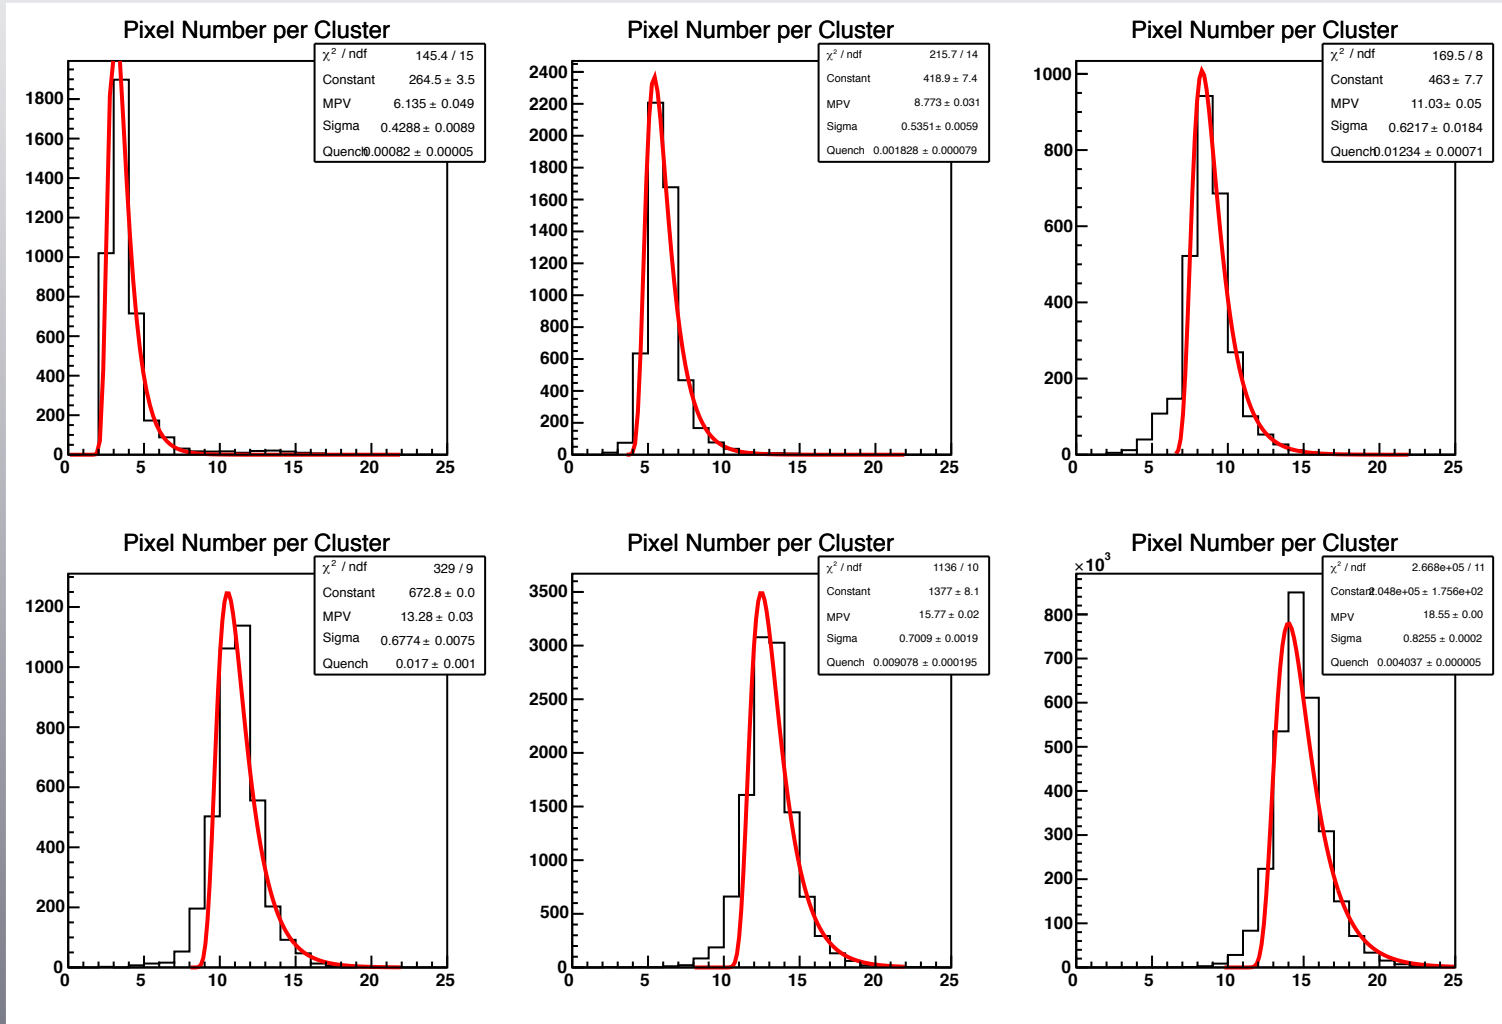 Pixel Number per Cluster
χ² / ndf 145.4 / 15
Constant 264.5 ± 3.5
MPV 6.135 ± 0.049
Sigma 0.4288 ± 0.0089
Quench 0.00082 ± 0.00005
1800
1600
1400
1200
1000
800
600
400
200
0
0 5 10 15 20 25
Pixel Number per Cluster
χ² / ndf 215.7 / 14
Constant 418.9 ± 7.4
MPV 8.773 ± 0.031
Sigma 0.5351 ± 0.0059
Quench 0.001828 ± 0.000079
2400
2200
2000
1800
1600
1400
1200
1000
800
600
400
200
0
0 5 10 15 20 25
Pixel Number per Cluster
χ² / ndf 169.5 / 8
Constant 463 ± 7.7
MPV 11.03 ± 0.05
Sigma 0.6217 ± 0.0184
Quench 0.01234 ± 0.00071
1000
800
600
400
200
0
0 5 10 15 20 25
Pixel Number per Cluster
χ² / ndf 329 / 9
Constant 672.8 ± 0.0
MPV 13.28 ± 0.03
Sigma 0.6774 ± 0.0075
Quench 0.017 ± 0.001
1200
1000
800
600
400
200
0
0 5 10 15 20 25
Pixel Number per Cluster
χ² / ndf 1136 / 10
Constant 1377 ± 8.1
MPV 15.77 ± 0.02
Sigma 0.7009 ± 0.0019
Quench 0.009078 ± 0.000195
3500
3000
2500
2000
1500
1000
500
0
0 5 10 15 20 25
Pixel Number per Cluster
×10³
χ² / ndf 2.668e+05 / 11
Constant 2.048e+05 ± 1.756e+02
MPV 18.55 ± 0.00
Sigma 0.8255 ± 0.0002
Quench 0.004037 ± 0.000005
800
700
600
500
400
300
200
100
0
0 5 10 15 20 25